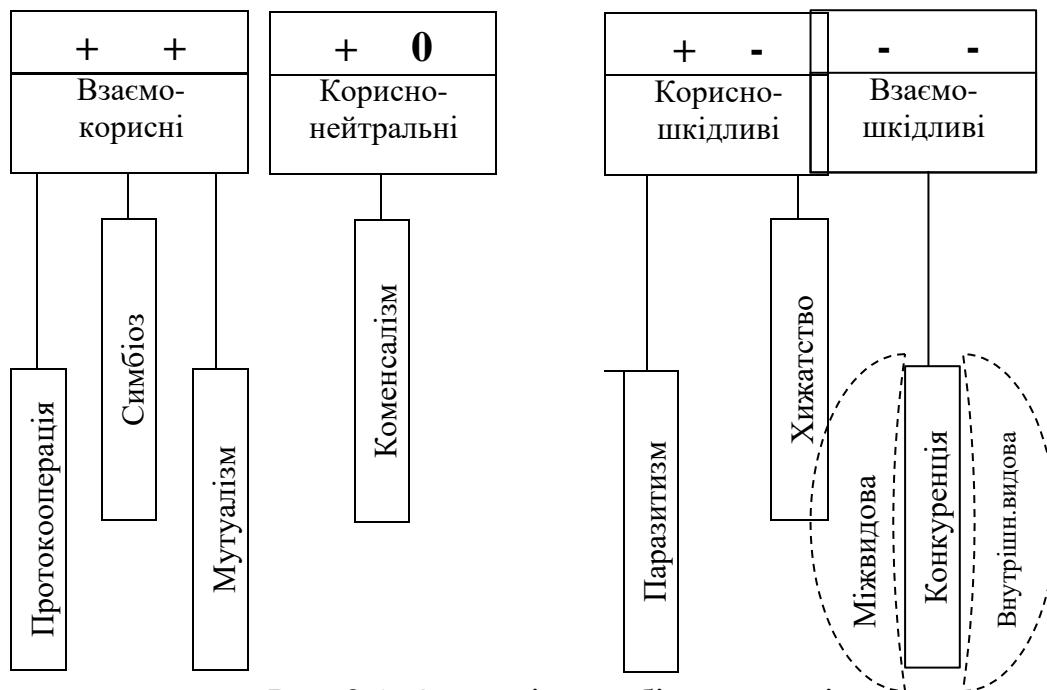 + +
Взаємо-
корисні
+ 0
Корисно-
нейтральні
+ -
Корисно-
шкідливі
- -
Взаємо-
шкідливі
Протокооперація
Симбіоз
Мутуалізм
Коменсалізм
Паразитизм
Хижатство
Міжвидова
Конкуренція
Внутрішн.видова